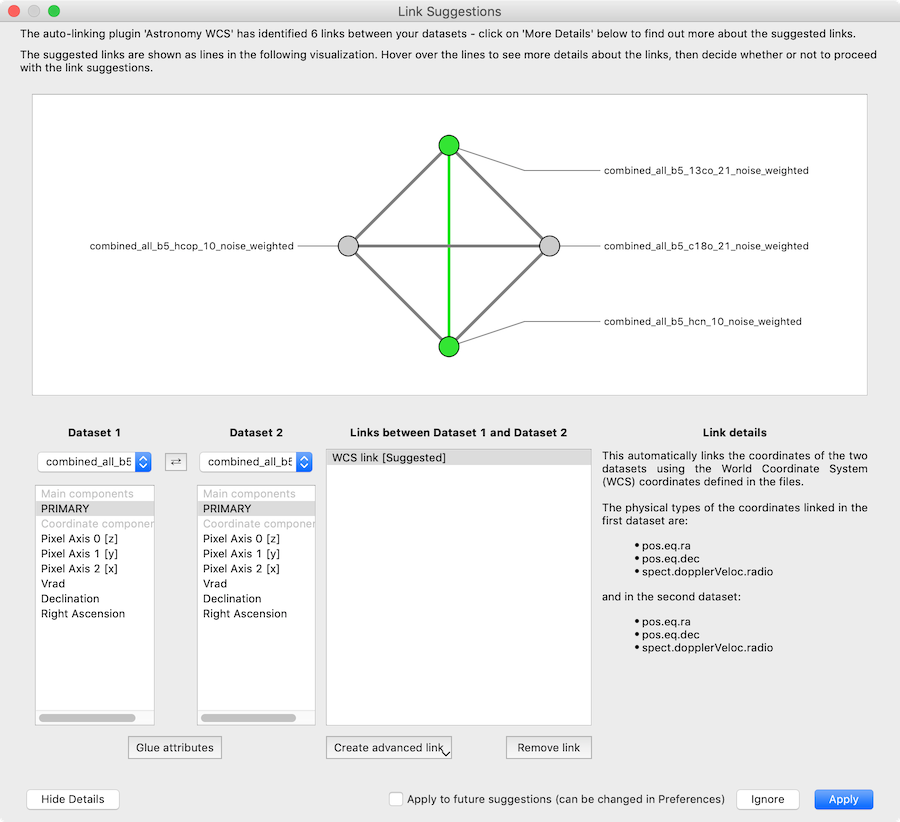 Link Suggestions
The auto-linking plugin 'Astronomy WCS' has identified 6 links between your datasets - click on 'More Details' below to find out more about the suggested links.
The suggested links are shown as lines in the following visualization. Hover over the lines to see more details about the links, then decide whether or not to proceed
with the link suggestions.
combined_all_b5_13co_21_noise_weighted
combined_all_b5_hcop_10_noise_weighted
combined_all_b5_c18o_21_noise_weighted
combined_all_b5_hcn_10_noise_weighted
Dataset 1
combined_all_b5
Main components
PRIMARY
Coordinate componen
Pixel Axis 0 [z]
Pixel Axis 1 [y]
Pixel Axis 2 [x]
Vrad
Declination
Right Ascension
Dataset 2
combined_all_b5
Main components
PRIMARY
Coordinate componen
Pixel Axis 0 [z]
Pixel Axis 1 [y]
Pixel Axis 2 [x]
Vrad
Declination
Right Ascension
Glue attributes
Links between Dataset 1 and Dataset 2
WCS link [Suggested]
Create advanced link
Remove link
Link details
This automatically links the coordinates of the two
datasets using the World Coordinate System
(WCS) coordinates defined in the files.
The physical types of the coordinates linked in the
first dataset are:
• pos.eq.ra
• pos.eq.dec
• spect.dopplerVeloc.radio
and in the second dataset:
• pos.eq.ra
• pos.eq.dec
• spect.dopplerVeloc.radio
Hide Details
Apply to future suggestions (can be changed in Preferences)
Ignore
Apply